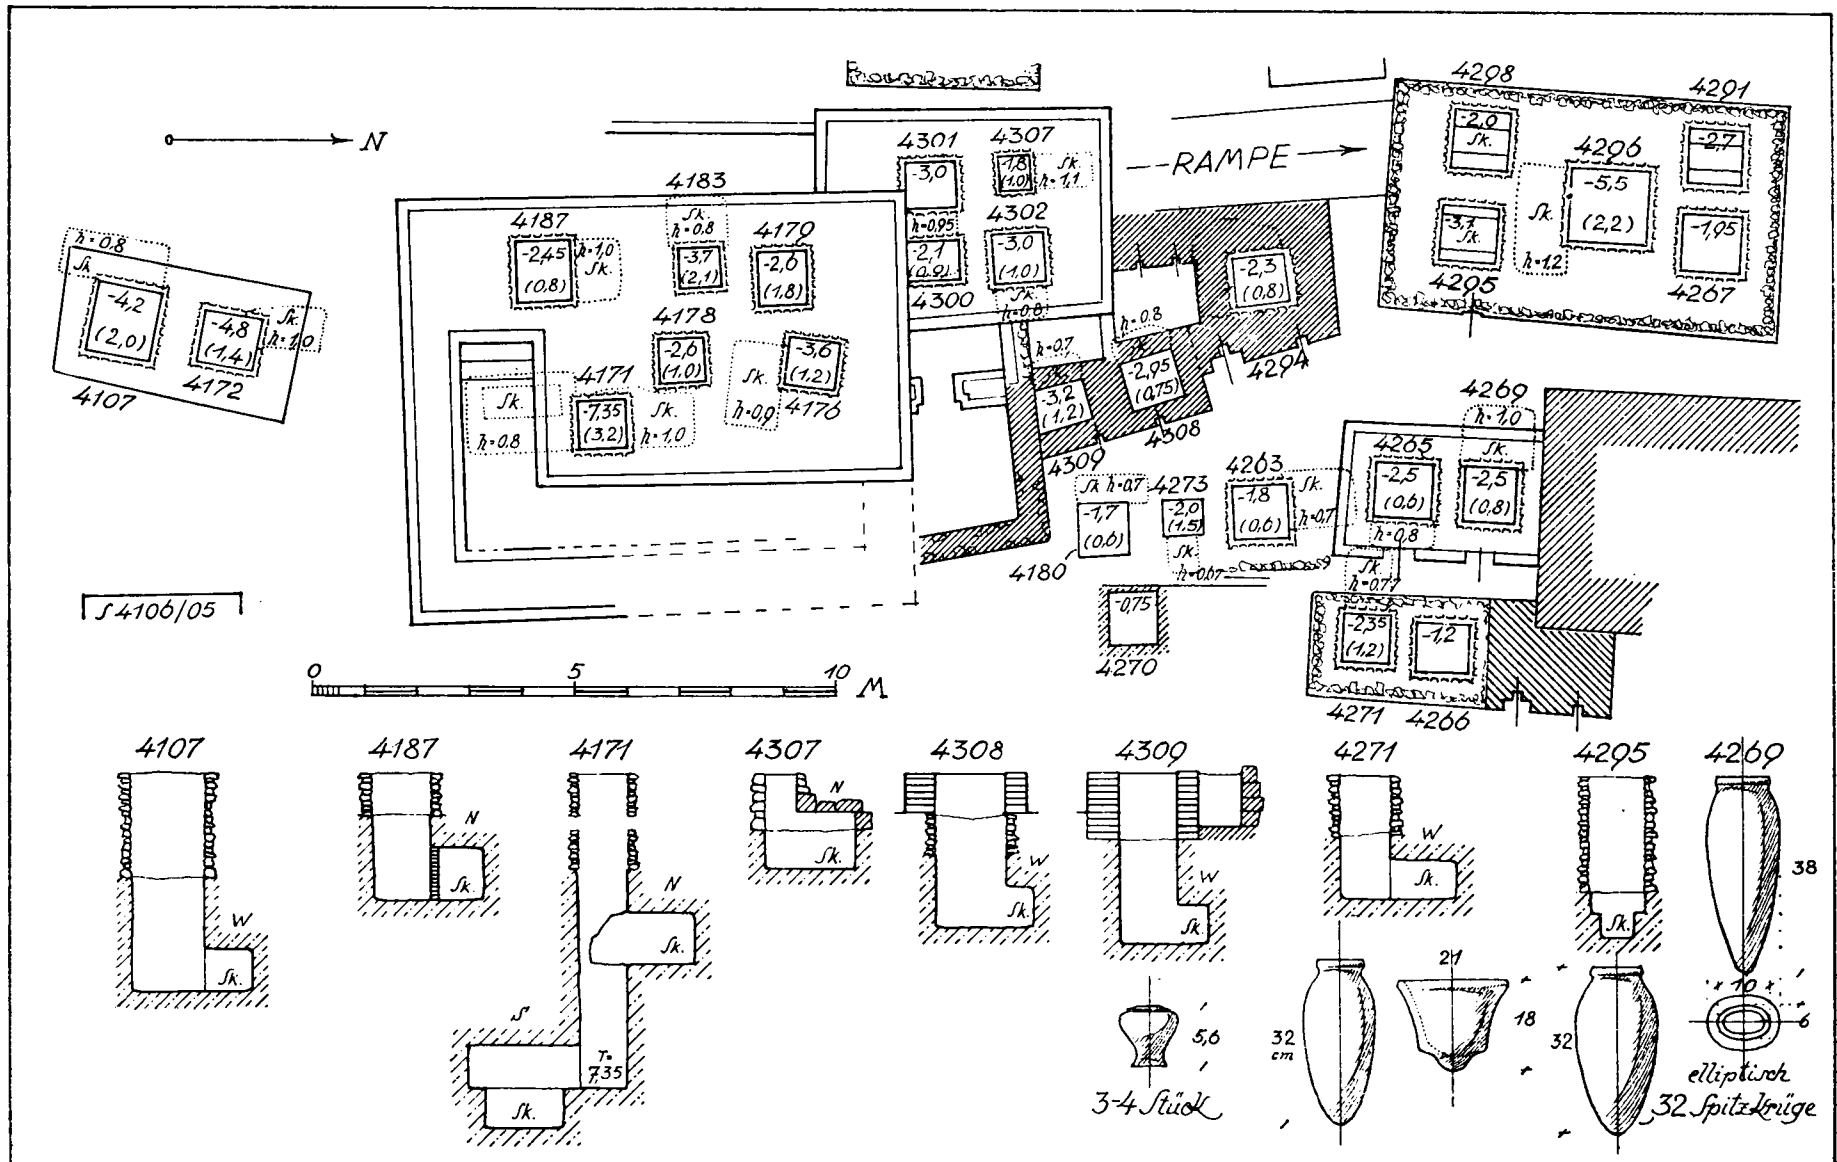 N
4107
h=0,8
Sk
-4,2
(2,0)
4172
-4,8
(1,4)
Sk.
h=1,0
4187
-2,45
(0,8)
h=1,0
Sk.
4183
Sk.
h=0,8
-3,7
(2,1)
4179
-2,6
(1,8)
4178
-2,6
(1,0)
4171
-7,35
(3,2)
Sk.
h=0,8
Sk.
h=1,0
-3,6
(1,2)
4176
Sk.
h=0,9
4301
-3,0
h=0,95
-2,1
(0,9)
4300
4307
-1,8
(1,0)
Sk.
h=1,1
4302
-3,0
(1,0)
Sk.
h=0,8
RAMPE
-2,3
(0,8)
4294
h=0,8
Sk
-2,95
(0,75)
4308
h=0,7
Sk
-3,2
(1,2)
4309
4298
-2,0
Sk.
4291
-2,7
4296
-5,5
(2,2)
Sk.
h=1,2
-3,1
Sk.
4295
-1,95
4267
Sk h=0,7
-1,7
(0,6)
4180
4273
-2,0
(1,5)
Sk
h=0,67
4263
-1,8
(0,6)
Sk.
h=0,7
-0,75
4270
4269
h=1,0
Sk.
-2,5
(0,8)
4265
-2,5
(0,6)
h=0,8
Sk.
h=0,77
-2,35
(1,2)
4271
-1,2
4266
S 4106/05
0 5 10 M
4107
W
Sk.
4187
N
Sk.
4171
N
Sk.
S
T=
7,35
Sk.
4307
N
Sk.
4308
W
Sk.
4309
W
Sk.
4271
W
Sk.
4295
Sk.
4269
38
10
6
elliptisch
32 Spitzkrüge
5,6
3-4 Stück
32
cm
21
18
32